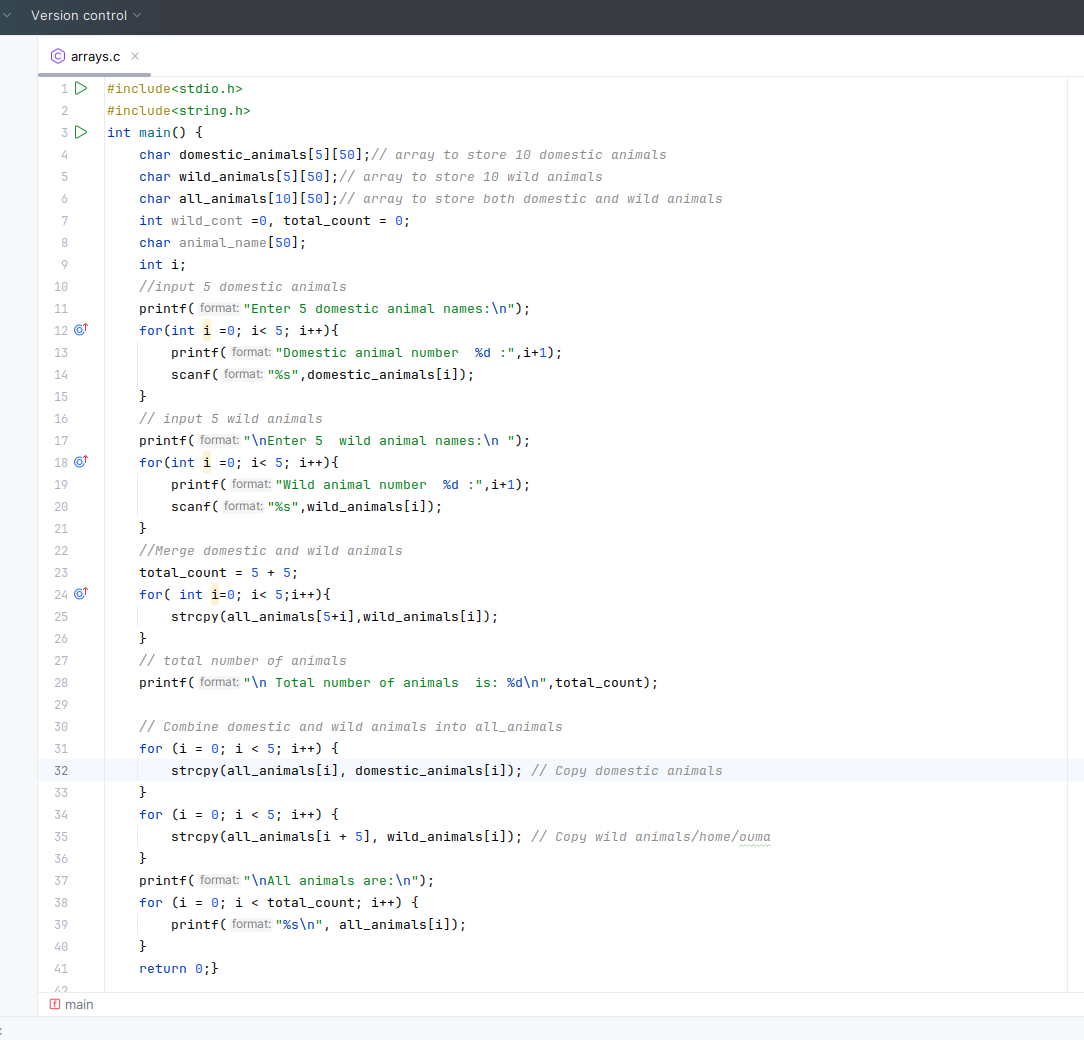 Version control
arrays.c
1 #include<stdio.h>
2 #include<string.h>
3 int main() {
4     char domestic_animals[5][50];// array to store 10 domestic animals
5     char wild_animals[5][50];// array to store 10 wild animals
6     char all_animals[10][50];// array to store both domestic and wild animals
7     int wild_cont =0, total_count = 0;
8     char animal_name[50];
9     int i;
10     //input 5 domestic animals
11     printf( format: "Enter 5 domestic animal names:\n");
12     for(int i =0; i< 5; i++){
13         printf( format: "Domestic animal number  %d :",i+1);
14         scanf( format: "%s",domestic_animals[i]);
15     }
16     // input 5 wild animals
17     printf( format: "\nEnter 5  wild animal names:\n ");
18     for(int i =0; i< 5; i++){
19         printf( format: "Wild animal number  %d :",i+1);
20         scanf( format: "%s",wild_animals[i]);
21     }
22     //Merge domestic and wild animals
23     total_count = 5 + 5;
24     for( int i=0; i< 5;i++){
25         strcpy(all_animals[5+i],wild_animals[i]);
26     }
27     // total number of animals
28     printf( format: "\n Total number of animals  is: %d\n",total_count);
29
30     // Combine domestic and wild animals into all_animals
31     for (i = 0; i < 5; i++) {
32         strcpy(all_animals[i], domestic_animals[i]); // Copy domestic animals
33     }
34     for (i = 0; i < 5; i++) {
35         strcpy(all_animals[i + 5], wild_animals[i]); // Copy wild animals/home/ouma
36     }
37     printf( format: "\nAll animals are:\n");
38     for (i = 0; i < total_count; i++) {
39         printf( format: "%s\n", all_animals[i]);
40     }
41     return 0;}
42
main